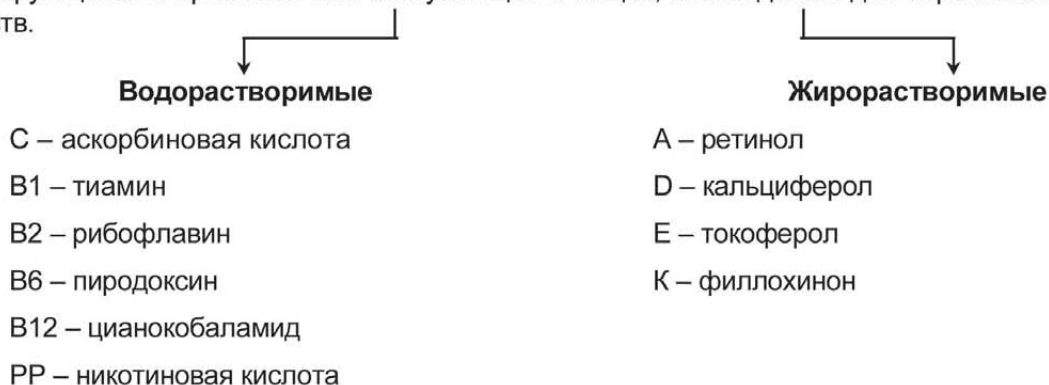 тв.
Водорастворимые
Жирорастворимые
С – аскорбиновая кислота
А – ретинол
В1 – тиамин
D – кальциферол
В2 – рибофлавин
Е – токоферол
В6 – пиродоксин
К – филлохинон
В12 – цианокобаламид
РР – никотиновая кислота